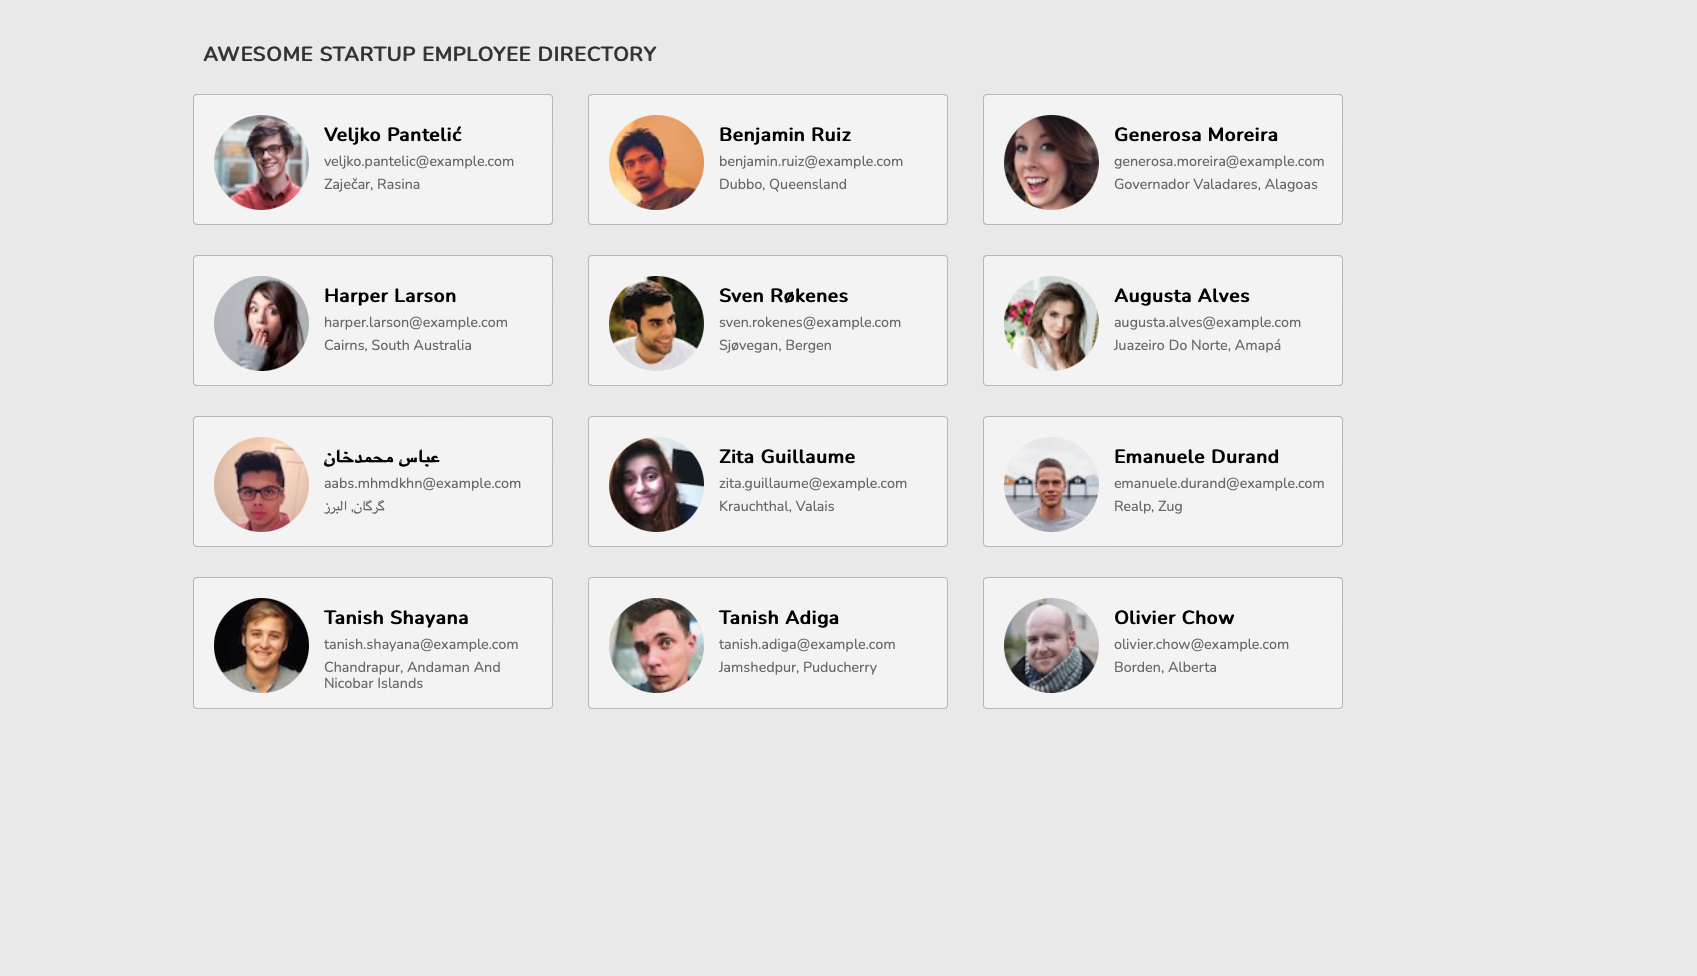 AWESOME STARTUP EMPLOYEE DIRECTORY
Veljko Pantelić
veljko.pantelic@example.com
Zaječar, Rasina
Benjamin Ruiz
benjamin.ruiz@example.com
Dubbo, Queensland
Generosa Moreira
generosa.moreira@example.com
Governador Valadares, Alagoas
Harper Larson
harper.larson@example.com
Cairns, South Australia
Sven Røkenes
sven.rokenes@example.com
Sjøvegan, Bergen
Augusta Alves
augusta.alves@example.com
Juazeiro Do Norte, Amapá
عباس محمدخان
aabs.mhmdkhn@example.com
گرگان, البرز
Zita Guillaume
zita.guillaume@example.com
Krauchthal, Valais
Emanuele Durand
emanuele.durand@example.com
Realp, Zug
Tanish Shayana
tanish.shayana@example.com
Chandrapur, Andaman And
Nicobar Islands
Tanish Adiga
tanish.adiga@example.com
Jamshedpur, Puducherry
Olivier Chow
olivier.chow@example.com
Borden, Alberta